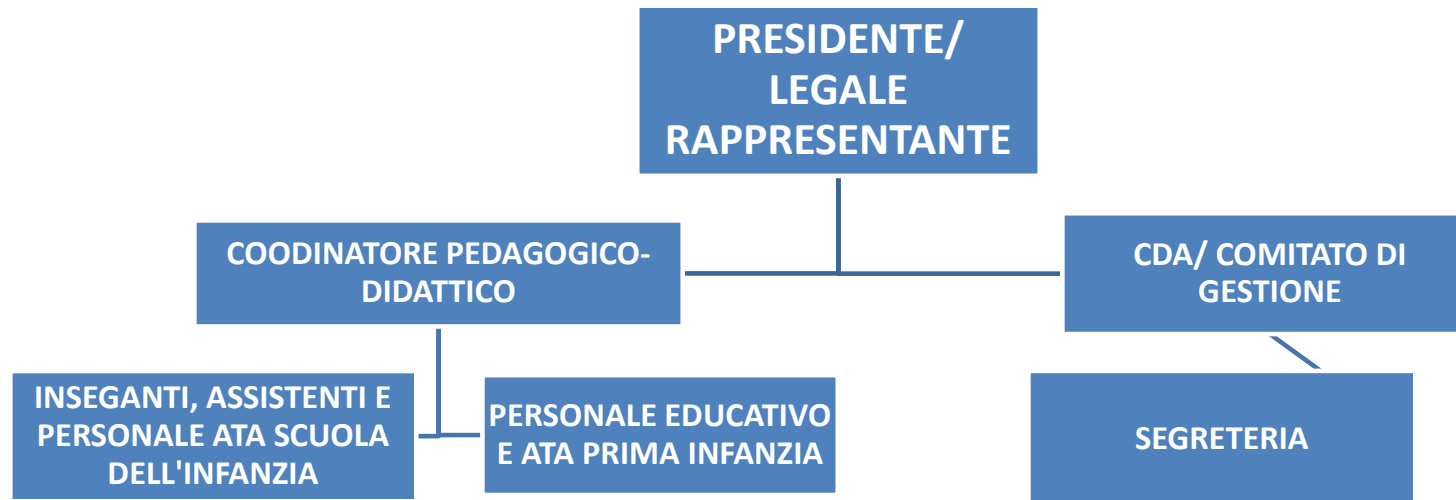 PRESIDENTE/
LEGALE
RAPPRESENTANTE
COODINATORE PEDAGOGICO-
DIDATTICO
CDA/ COMITATO DI
GESTIONE
INSEGANTI, ASSISTENTI E
PERSONALE ATA SCUOLA
DELL'INFANZIA
PERSONALE EDUCATIVO
E ATA PRIMA INFANZIA
SEGRETERIA